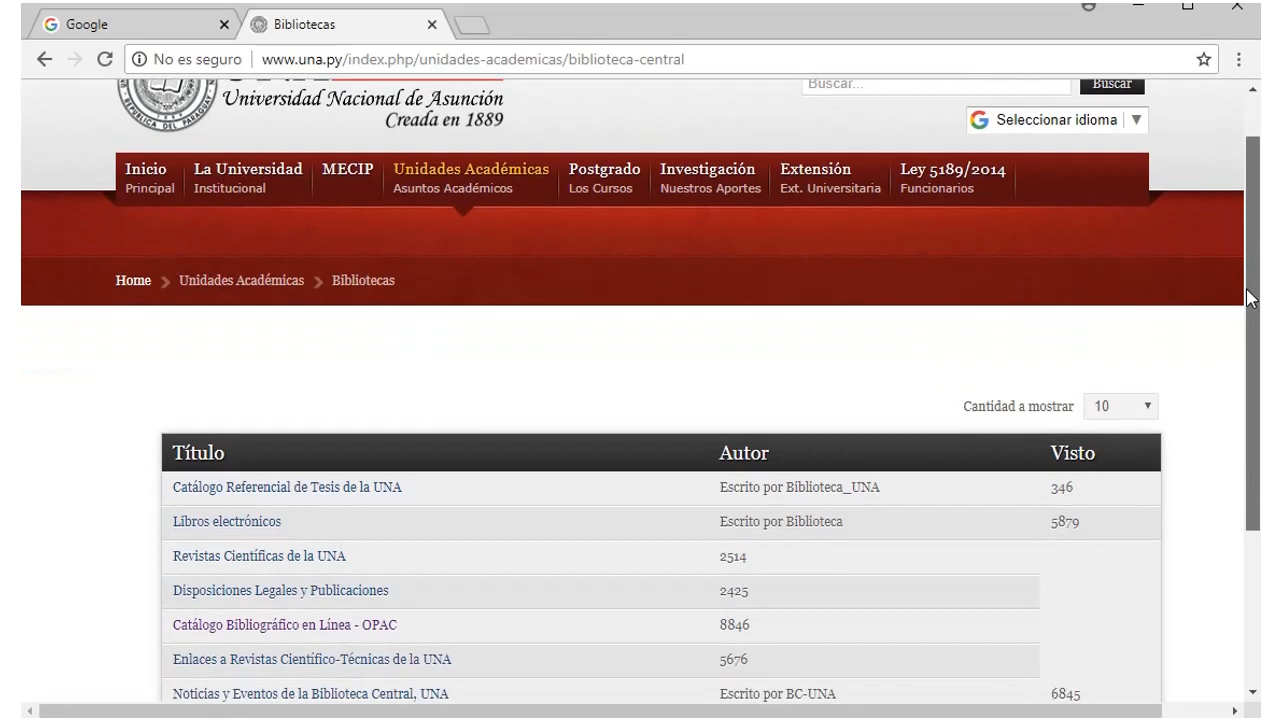 Google
Bibliotecas
No es seguro | www.una.py/index.php/unidades-academicas/biblioteca-central
Universidad Nacional de Asunción
Creada en 1889
Buscar...
Buscar
Seleccionar idioma
Inicio
Principal
La Universidad
Institucional
MECIP
Unidades Académicas
Asuntos Académicos
Postgrado
Los Cursos
Investigación
Nuestros Aportes
Extensión
Ext. Universitaria
Ley 5189/2014
Funcionarios
Home
Unidades Académicas
Bibliotecas
Cantidad a mostrar 10
Título Autor Visto
Catálogo Referencial de Tesis de la UNA Escrito por Biblioteca_UNA 346
Libros electrónicos Escrito por Biblioteca 5879
Revistas Científicas de la UNA 2514
Disposiciones Legales y Publicaciones 2425
Catálogo Bibliográfico en Línea - OPAC 8846
Enlaces a Revistas Científico-Técnicas de la UNA 5676
Noticias y Eventos de la Biblioteca Central, UNA Escrito por BC-UNA 6845